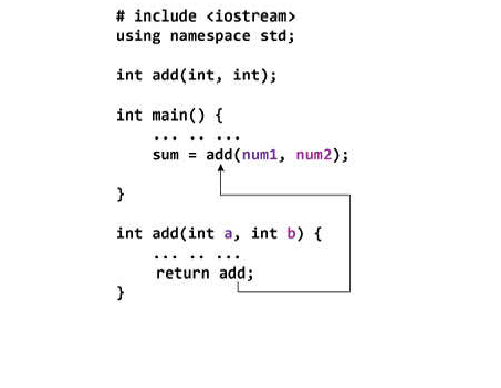 # include <iostream>
using namespace std;
int add(int, int);
int main() {
... .. ...
sum = add(num1, num2);
}
int add(int a, int b) {
... .. ...
return add;
}